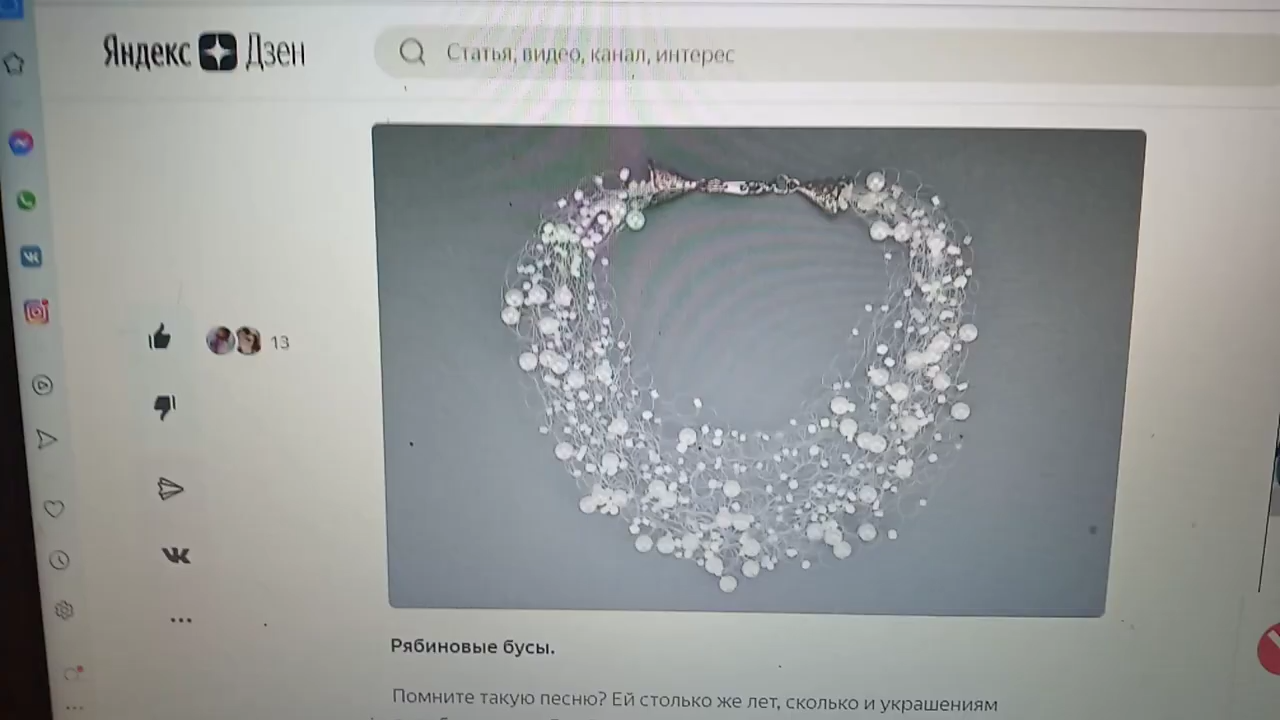 Яндекс Дзен
Статья, видео, канал, интерес
13
Рябиновые бусы.
Помните такую песню? Ей столько же лет, сколько и украшениям